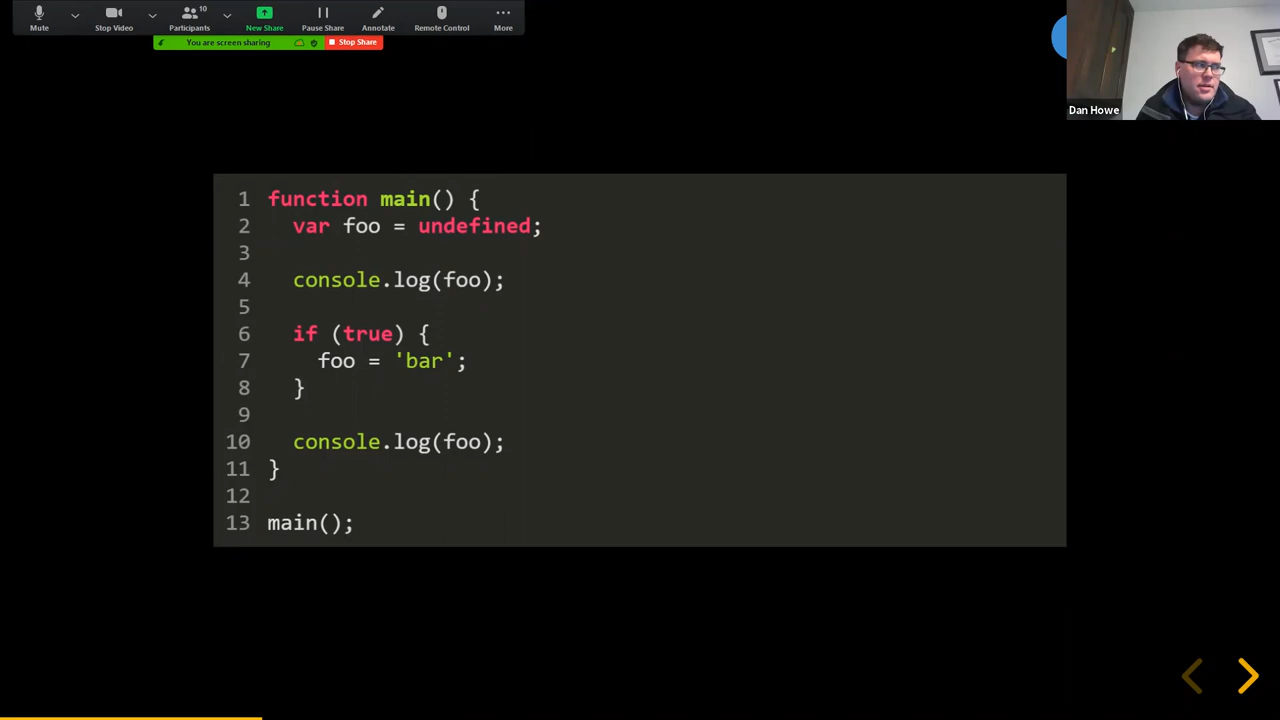 Mute
Stop Video
Participants
10
New Share
Pause Share
Annotate
Remote Control
More
You are screen sharing
Stop Share
Dan Howe
1 function main() {
2 var foo = undefined;
3
4 console.log(foo);
5
6 if (true) {
7 foo = 'bar';
8 }
9
10 console.log(foo);
11 }
12
13 main();